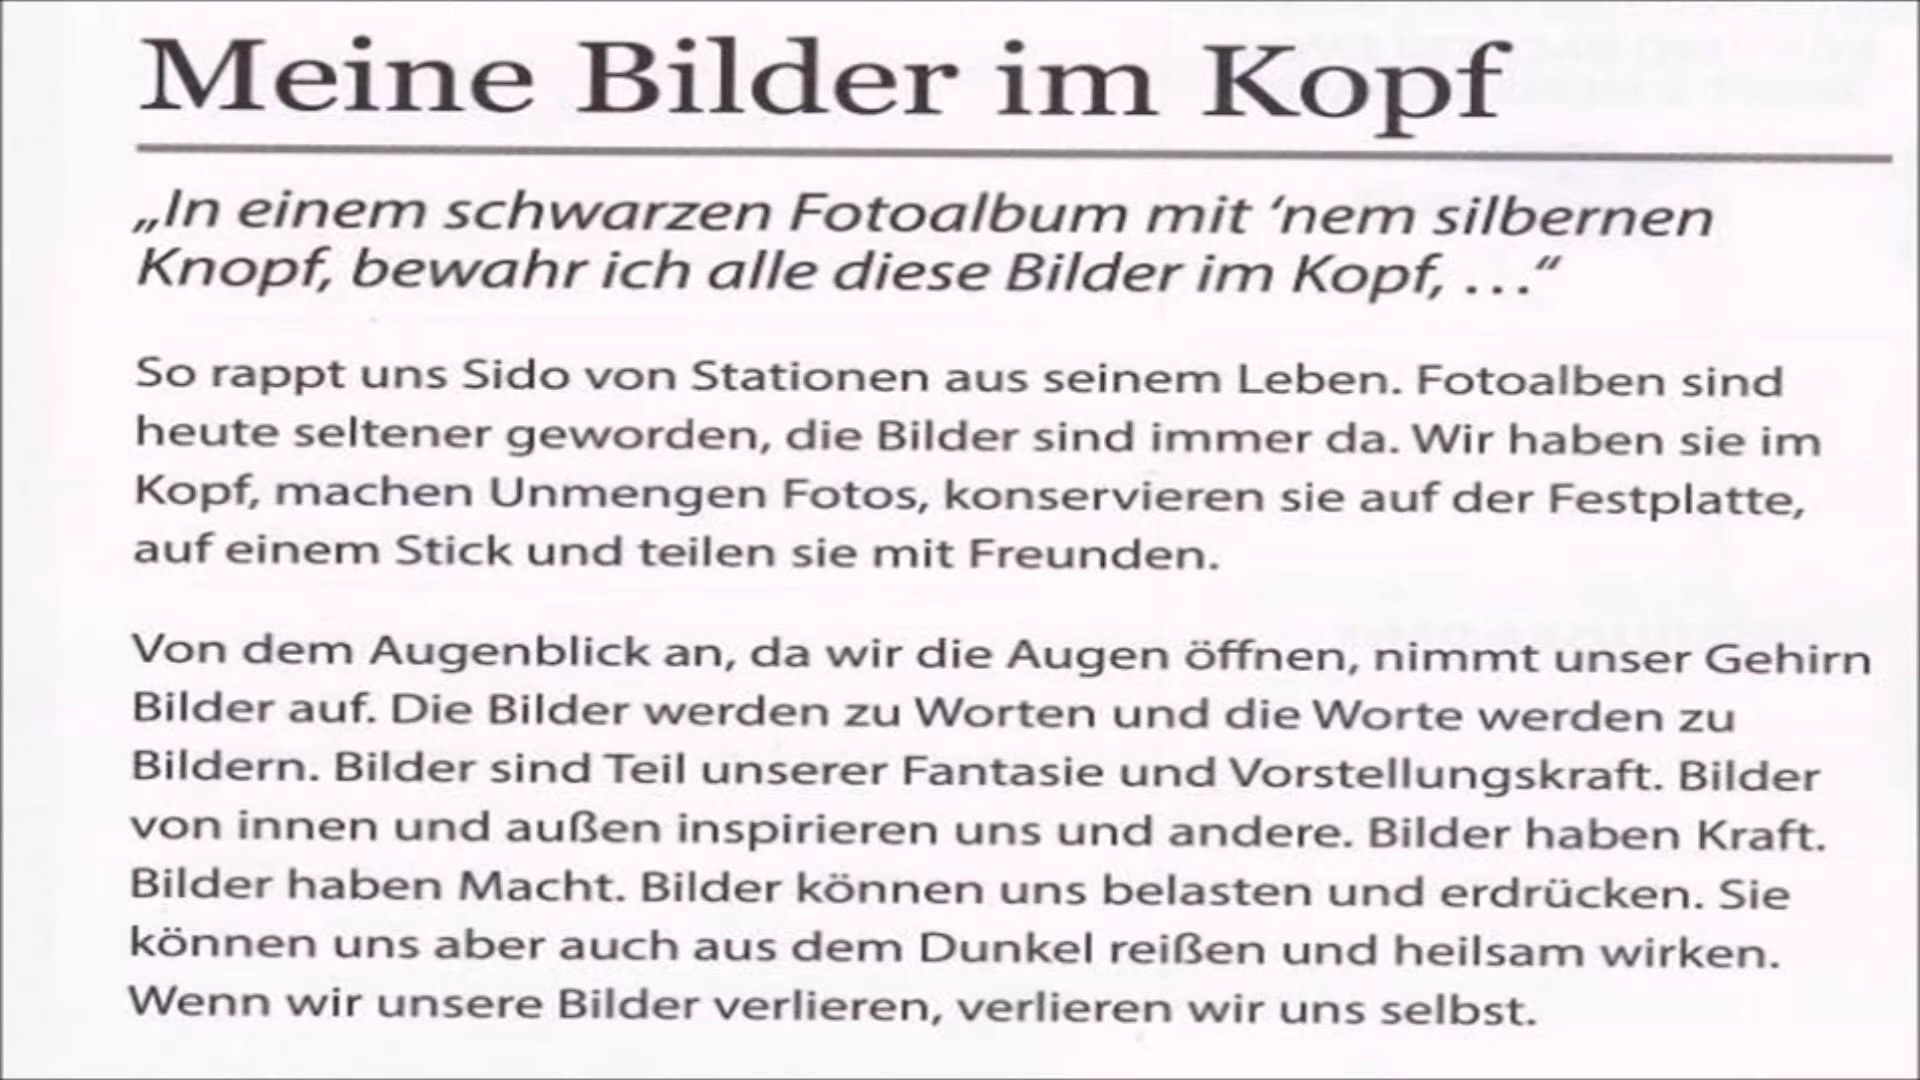 Meine Bilder im Kopf
„In einem schwarzen Fotoalbum mit ‘nem silbernen
Knopf, bewahr ich alle diese Bilder im Kopf, …“
So rappt uns Sido von Stationen aus seinem Leben. Fotoalben sind
heute seltener geworden, die Bilder sind immer da. Wir haben sie im
Kopf, machen Unmengen Fotos, konservieren sie auf der Festplatte,
auf einem Stick und teilen sie mit Freunden.
Von dem Augenblick an, da wir die Augen öffnen, nimmt unser Gehirn
Bilder auf. Die Bilder werden zu Worten und die Worte werden zu
Bildern. Bilder sind Teil unserer Fantasie und Vorstellungskraft. Bilder
von innen und außen inspirieren uns und andere. Bilder haben Kraft.
Bilder haben Macht. Bilder können uns belasten und erdrücken. Sie
können uns aber auch aus dem Dunkel reißen und heilsam wirken.
Wenn wir unsere Bilder verlieren, verlieren wir uns selbst.